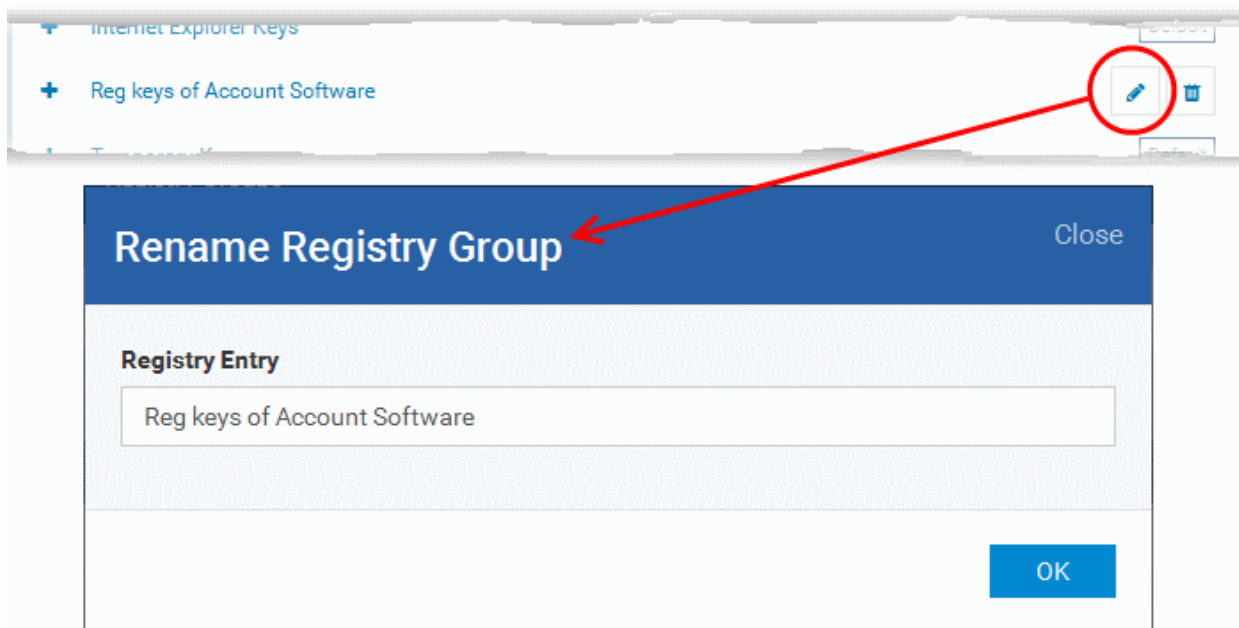 Internet Explorer Keys
Default
Reg keys of Account Software
Rename Registry Group
Close
Registry Entry
Reg keys of Account Software
OK